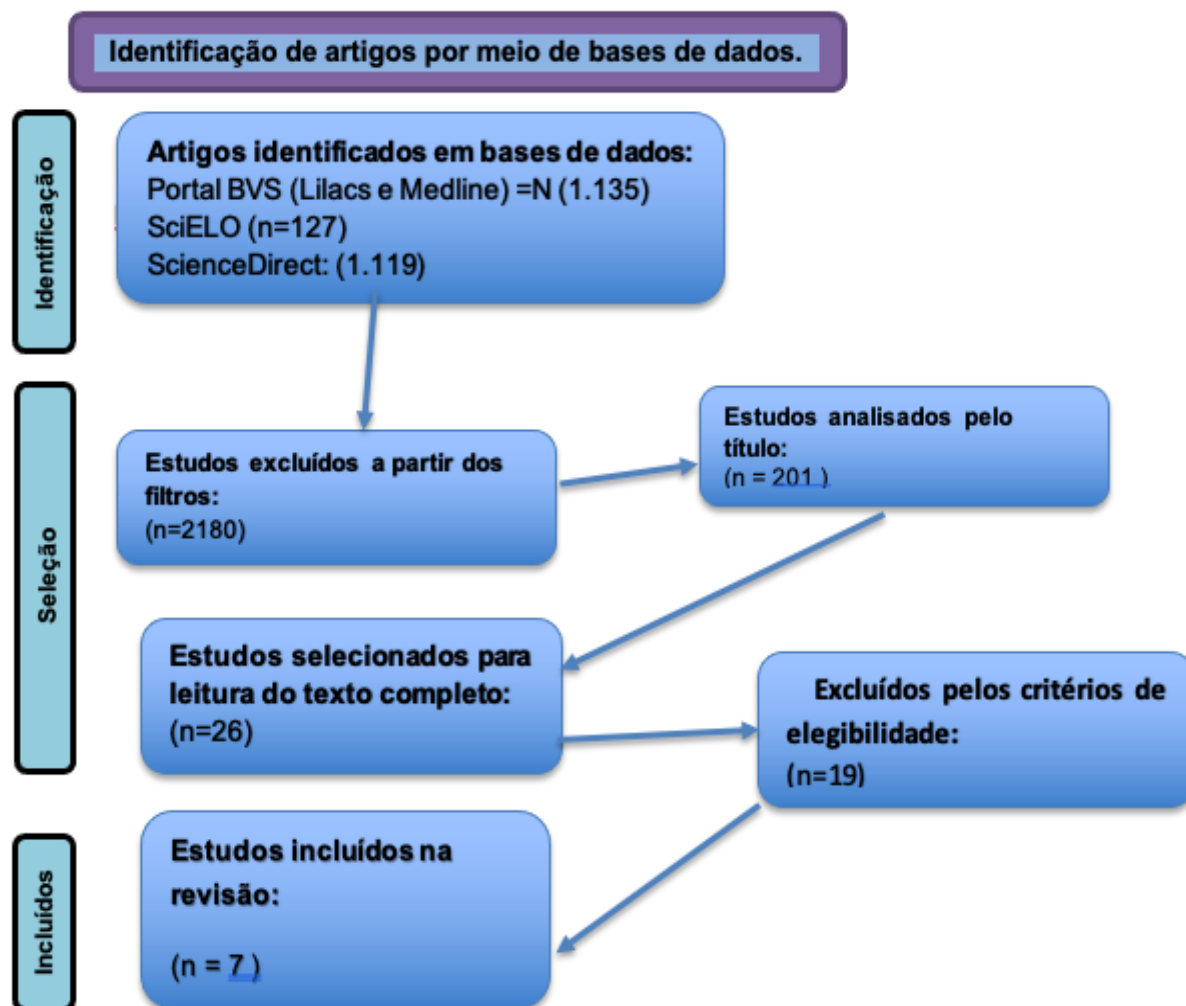 Identificação de artigos por meio de bases de dados.
Identificação
Artigos identificados em bases de dados:
Portal BVS (Lilacs e Medline) =N (1.135)
SciELO (n=127)
ScienceDirect: (1.119)
Seleção
Estudos excluídos a partir dos
filtros:
(n=2180)
Estudos analisados pelo
título:
(n = 201 )
Estudos selecionados para
leitura do texto completo:
(n=26)
Excluídos pelos critérios de
elegibilidade:
(n=19)
Incluídos
Estudos incluídos na
revisão:
(n = 7 )